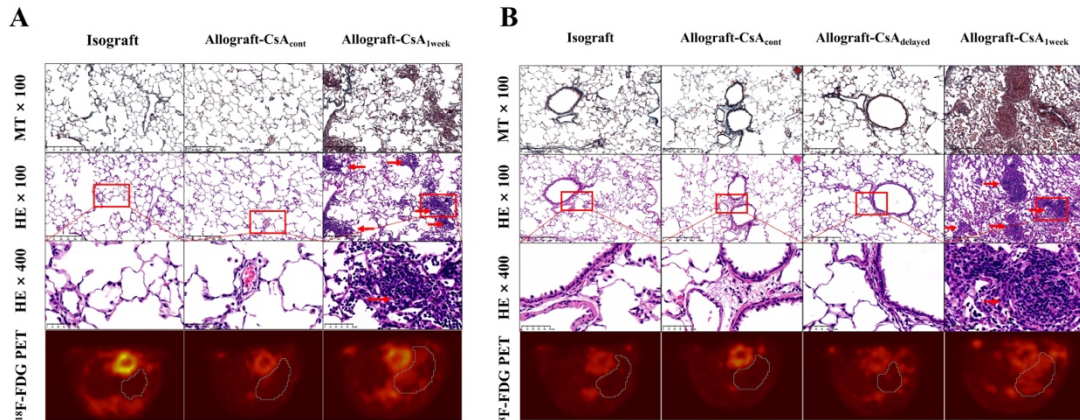 A
Isograft
Allograft-CsAcont
Allograft-CsA1week
MT × 100
HE × 100
HE × 400
¹⁸F-FDG PET
B
Isograft
Allograft-CsAcont
Allograft-CsAdelayed
Allograft-CsA1week
MT × 100
HE × 100
HE × 400
F-FDG PET